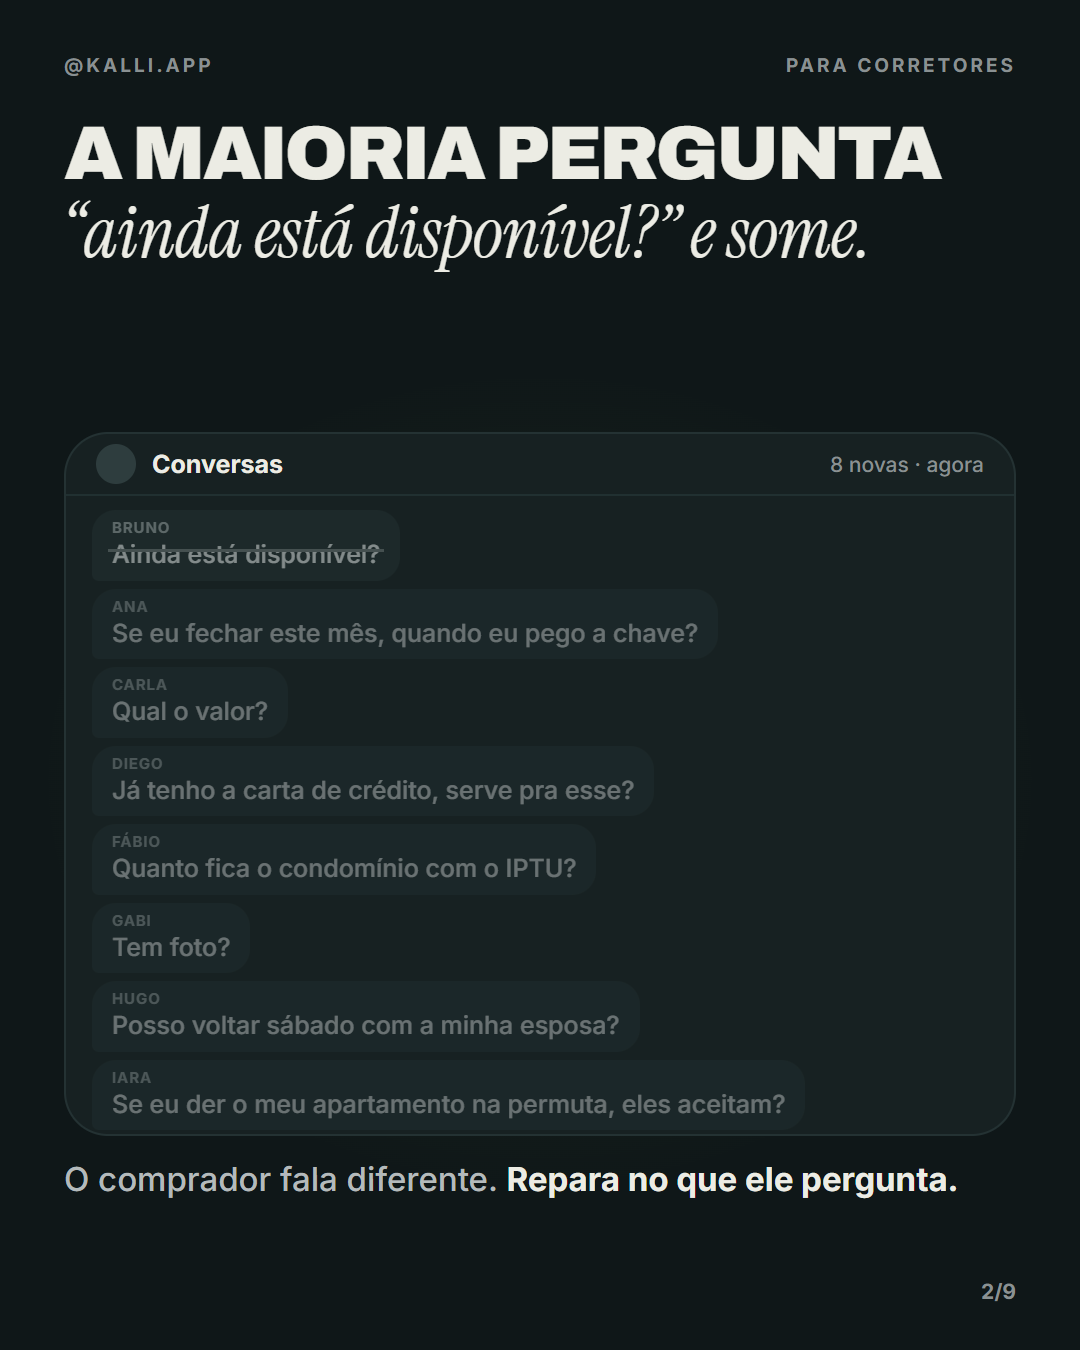 @KALLI.APP
PARA CORRETORES
A MAIORIA PERGUNTA
“ainda está disponível?” e some.
Conversas
8 novas · agora
BRUNO
Ainda está disponível?
ANA
Se eu fechar este mês, quando eu pego a chave?
CARLA
Qual o valor?
DIEGO
Já tenho a carta de crédito, serve pra esse?
FÁBIO
Quanto fica o condomínio com o IPTU?
GABI
Tem foto?
HUGO
Posso voltar sábado com a minha esposa?
IARA
Se eu der o meu apartamento na permuta, eles aceitam?
O comprador fala diferente. Repara no que ele pergunta.
2/9